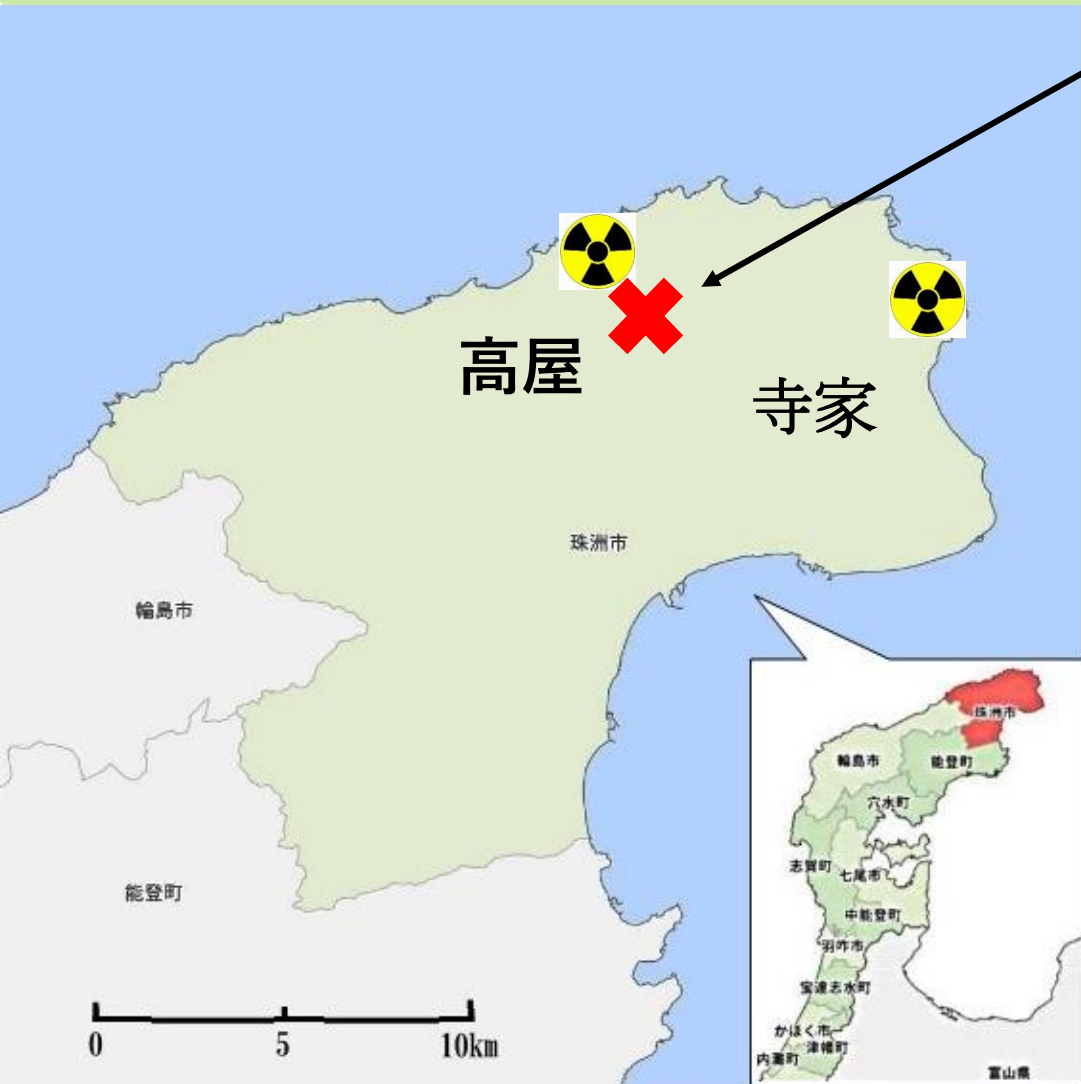 高屋
寺家
珠洲市
輪島市
能登町
0 5 10km
珠洲市
輪島市
能登町
穴水町
志賀町
七尾市
中能登町
羽咋市
宝達志水町
かほく市
津幡町
内灘町
富山県